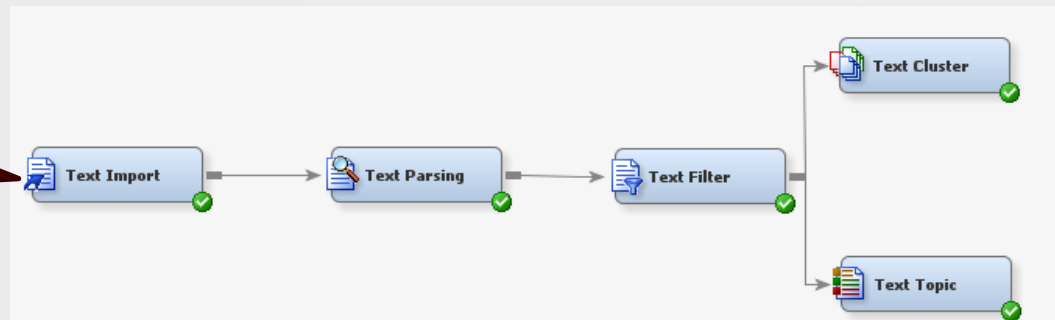 Text Cluster
Text Import
Text Parsing
Text Filter
Text Topic